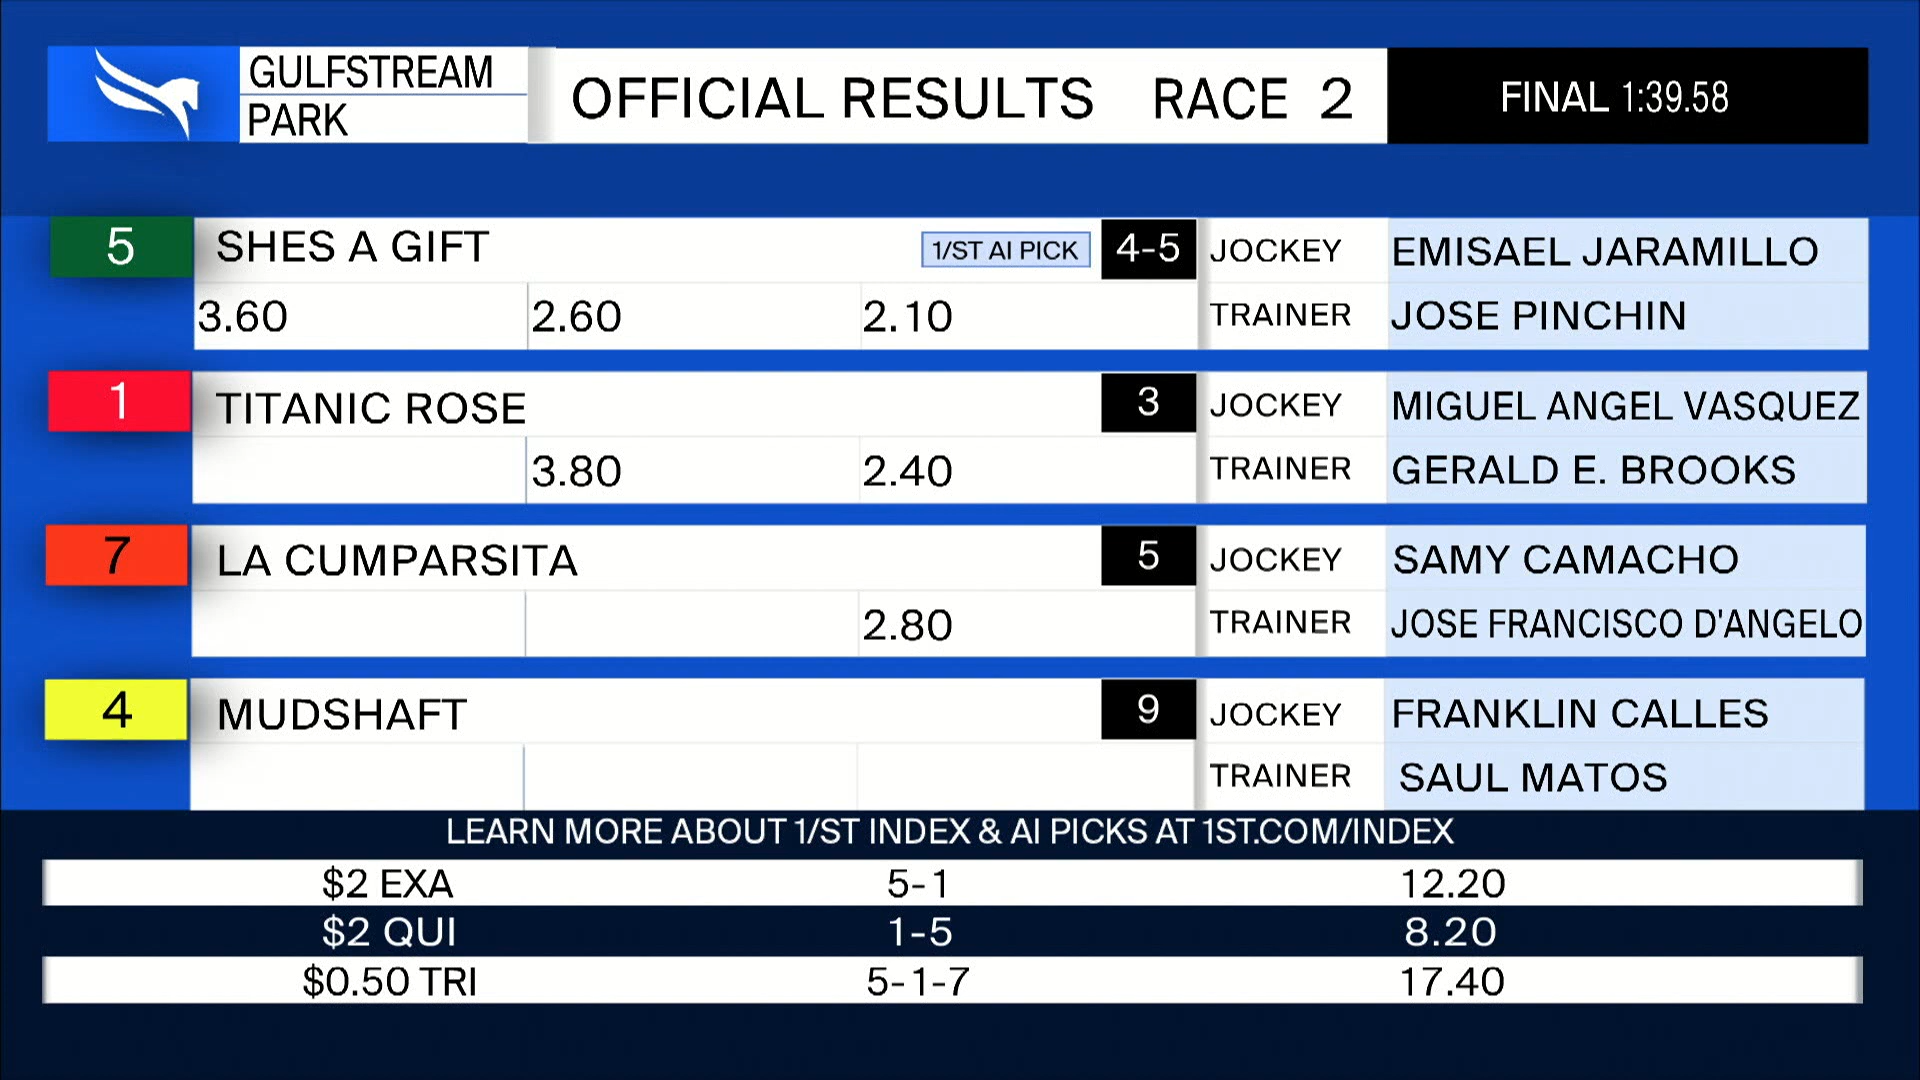 GULFSTREAM
PARK
OFFICIAL RESULTS RACE 2
FINAL 1:39.58
5 SHES A GIFT 1/ST AI PICK 4-5 JOCKEY EMISAEL JARAMILLO
3.60 2.60 2.10 TRAINER JOSE PINCHIN
1 TITANIC ROSE 3 JOCKEY MIGUEL ANGEL VASQUEZ
3.80 2.40 TRAINER GERALD E. BROOKS
7 LA CUMPARSITA 5 JOCKEY SAMY CAMACHO
2.80 TRAINER JOSE FRANCISCO D'ANGELO
4 MUDSHAFT 9 JOCKEY FRANKLIN CALLES
TRAINER SAUL MATOS
LEARN MORE ABOUT 1/ST INDEX & AI PICKS AT 1ST.COM/INDEX
$2 EXA 5-1 12.20
$2 QUI 1-5 8.20
$0.50 TRI 5-1-7 17.40